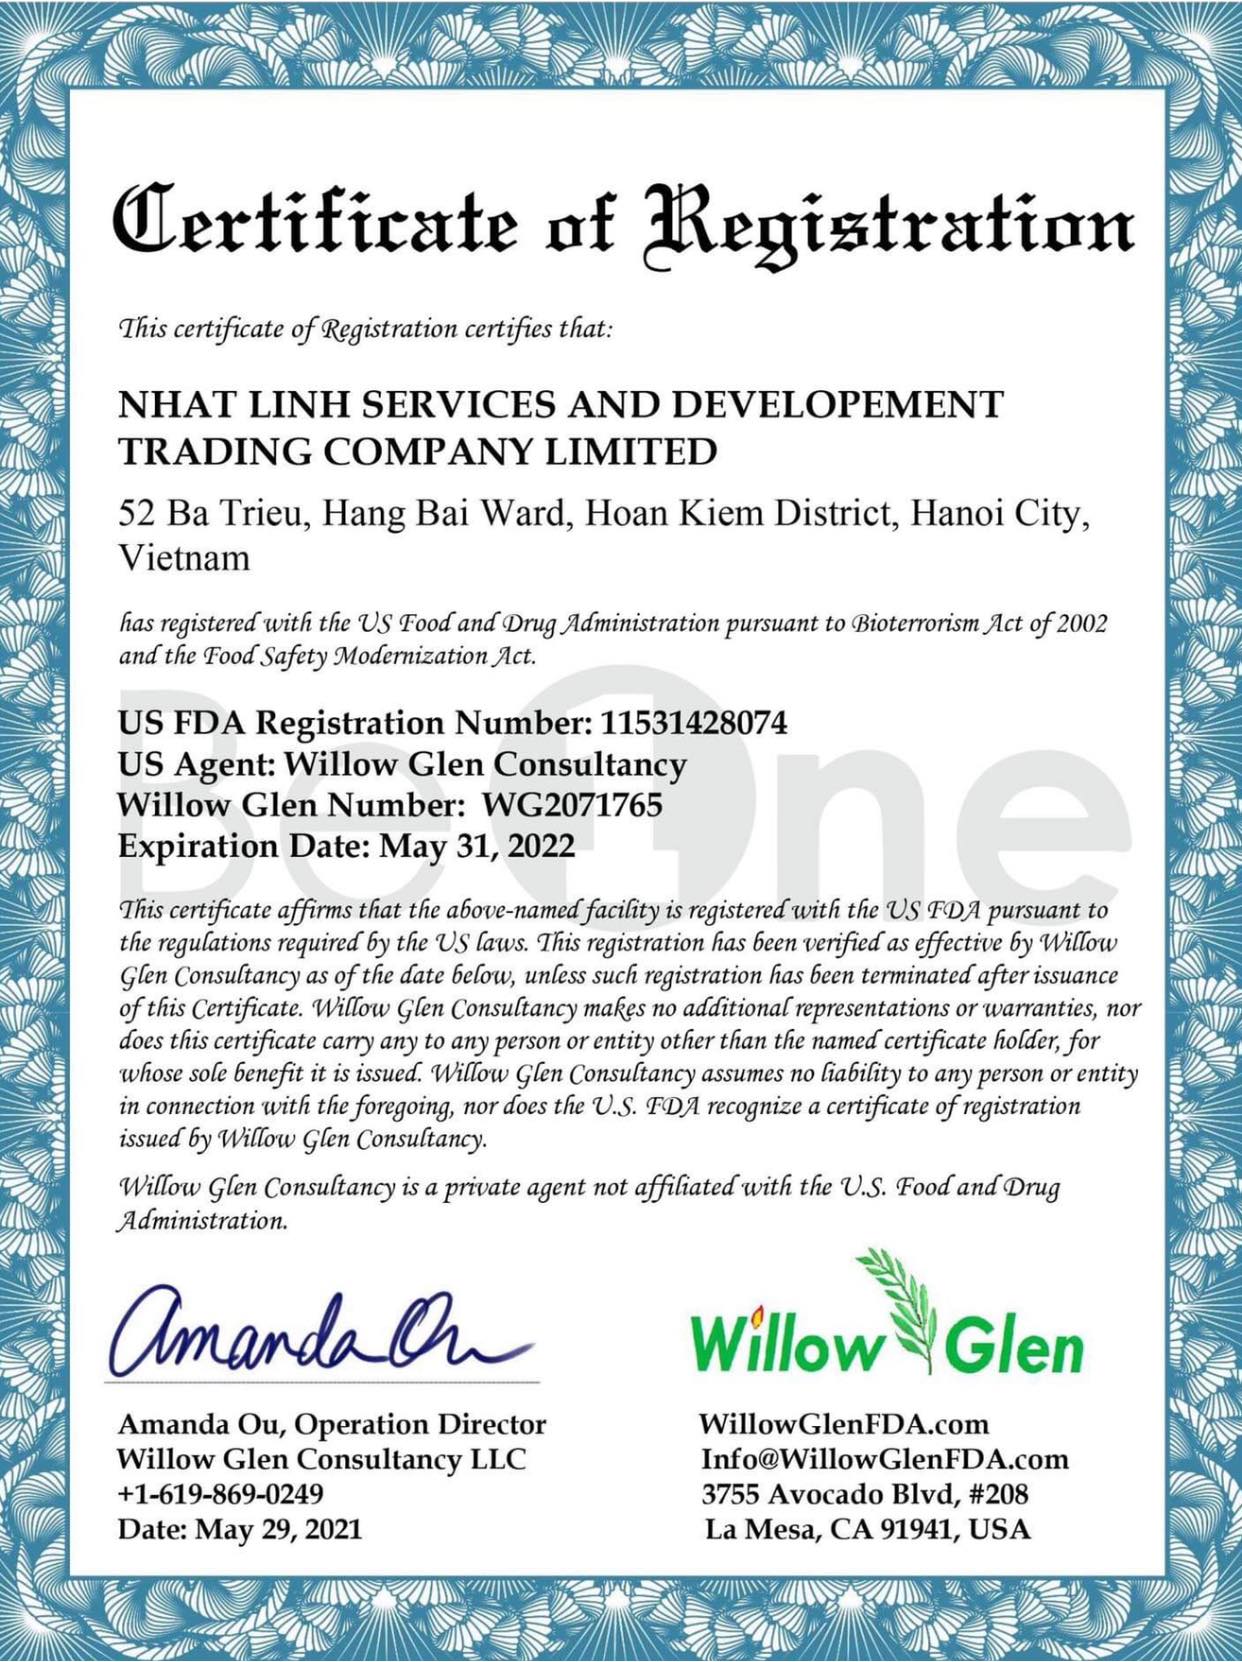 Certificate of Registration
This certificate of Registration certifies that:
NHAT LINH SERVICES AND DEVELOPEMENT
TRADING COMPANY LIMITED
52 Ba Trieu, Hang Bai Ward, Hoan Kiem District, Hanoi City,
Vietnam
has registered with the US Food and Drug Administration pursuant to Bioterrorism Act of 2002
and the Food Safety Modernization Act.
US FDA Registration Number: 11531428074
US Agent: Willow Glen Consultancy
Willow Glen Number: WG2071765
Expiration Date: May 31, 2022
BeOne
This certificate affirms that the above-named facility is registered with the US FDA pursuant to
the regulations required by the US laws. This registration has been verified as effective by Willow
Glen Consultancy as of the date below, unless such registration has been terminated after issuance
of this Certificate. Willow Glen Consultancy makes no additional representations or warranties, nor
does this certificate carry any to any person or entity other than the named certificate holder, for
whose sole benefit it is issued. Willow Glen Consultancy assumes no liability to any person or entity
in connection with the foregoing, nor does the U.S. FDA recognize a certificate of registration
issued by Willow Glen Consultancy.
Willow Glen Consultancy is a private agent not affiliated with the U.S. Food and Drug
Administration.
Amanda Ou
Willow Glen
Amanda Ou, Operation Director
Willow Glen Consultancy LLC
+1-619-869-0249
Date: May 29, 2021
WillowGlenFDA.com
Info@WillowGlenFDA.com
3755 Avocado Blvd, #208
La Mesa, CA 91941, USA